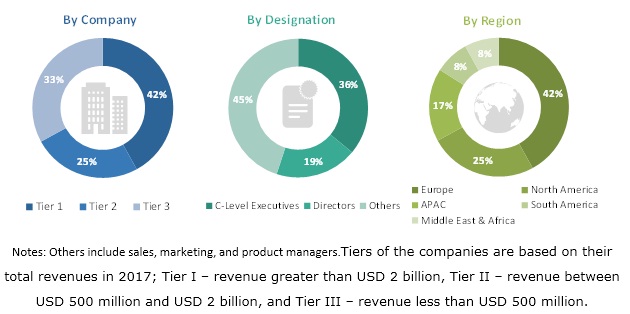 By Company
By Designation
By Region
33%
42%
25%
45%
36%
19%
8%
8%
17%
42%
25%
Tier 1 Tier 2 Tier 3
C-Level Executives Directors Others
Europe North America
APAC South America
Middle East & Africa
Notes: Others include sales, marketing, and product managers.Tiers of the companies are based on their
total revenues in 2017; Tier I – revenue greater than USD 2 billion, Tier II – revenue between
USD 500 million and USD 2 billion, and Tier III – revenue less than USD 500 million.